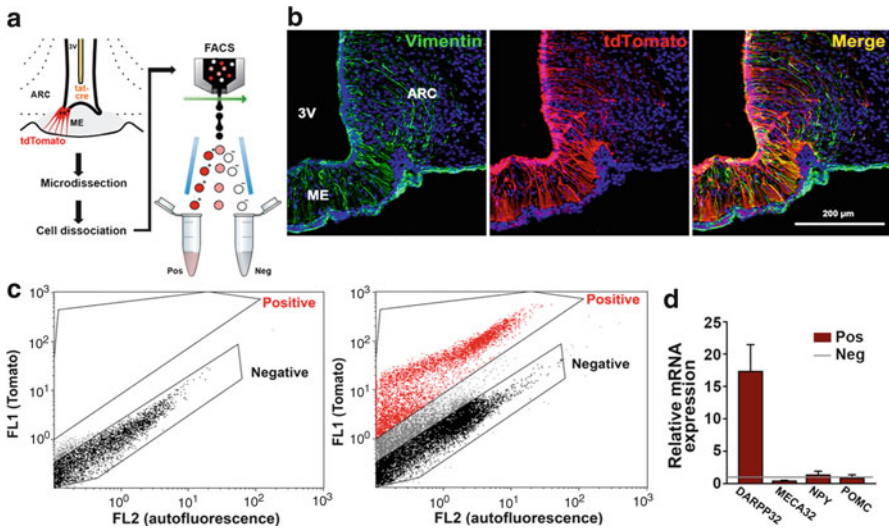 a
3V
tat-
cre
ARC
ME
tdTomato
Microdissection
Cell dissociation
FACS
Pos
Neg
b
Vimentin
3V
ARC
ME
tdTomato
Merge
200 µm
c
10³
10²
10¹
10⁰
FL1 (Tomato)
Positive
Negative
10⁰
10¹
10²
10³
FL2 (autofluorescence)
10³
10²
10¹
10⁰
FL1 (Tomato)
Positive
Negative
10⁰
10¹
10²
10³
FL2 (autofluorescence)
d
Relative mRNA
expression
25
20
15
10
5
0
Pos
Neg
DARPP32
MECA32
NPY
POMC